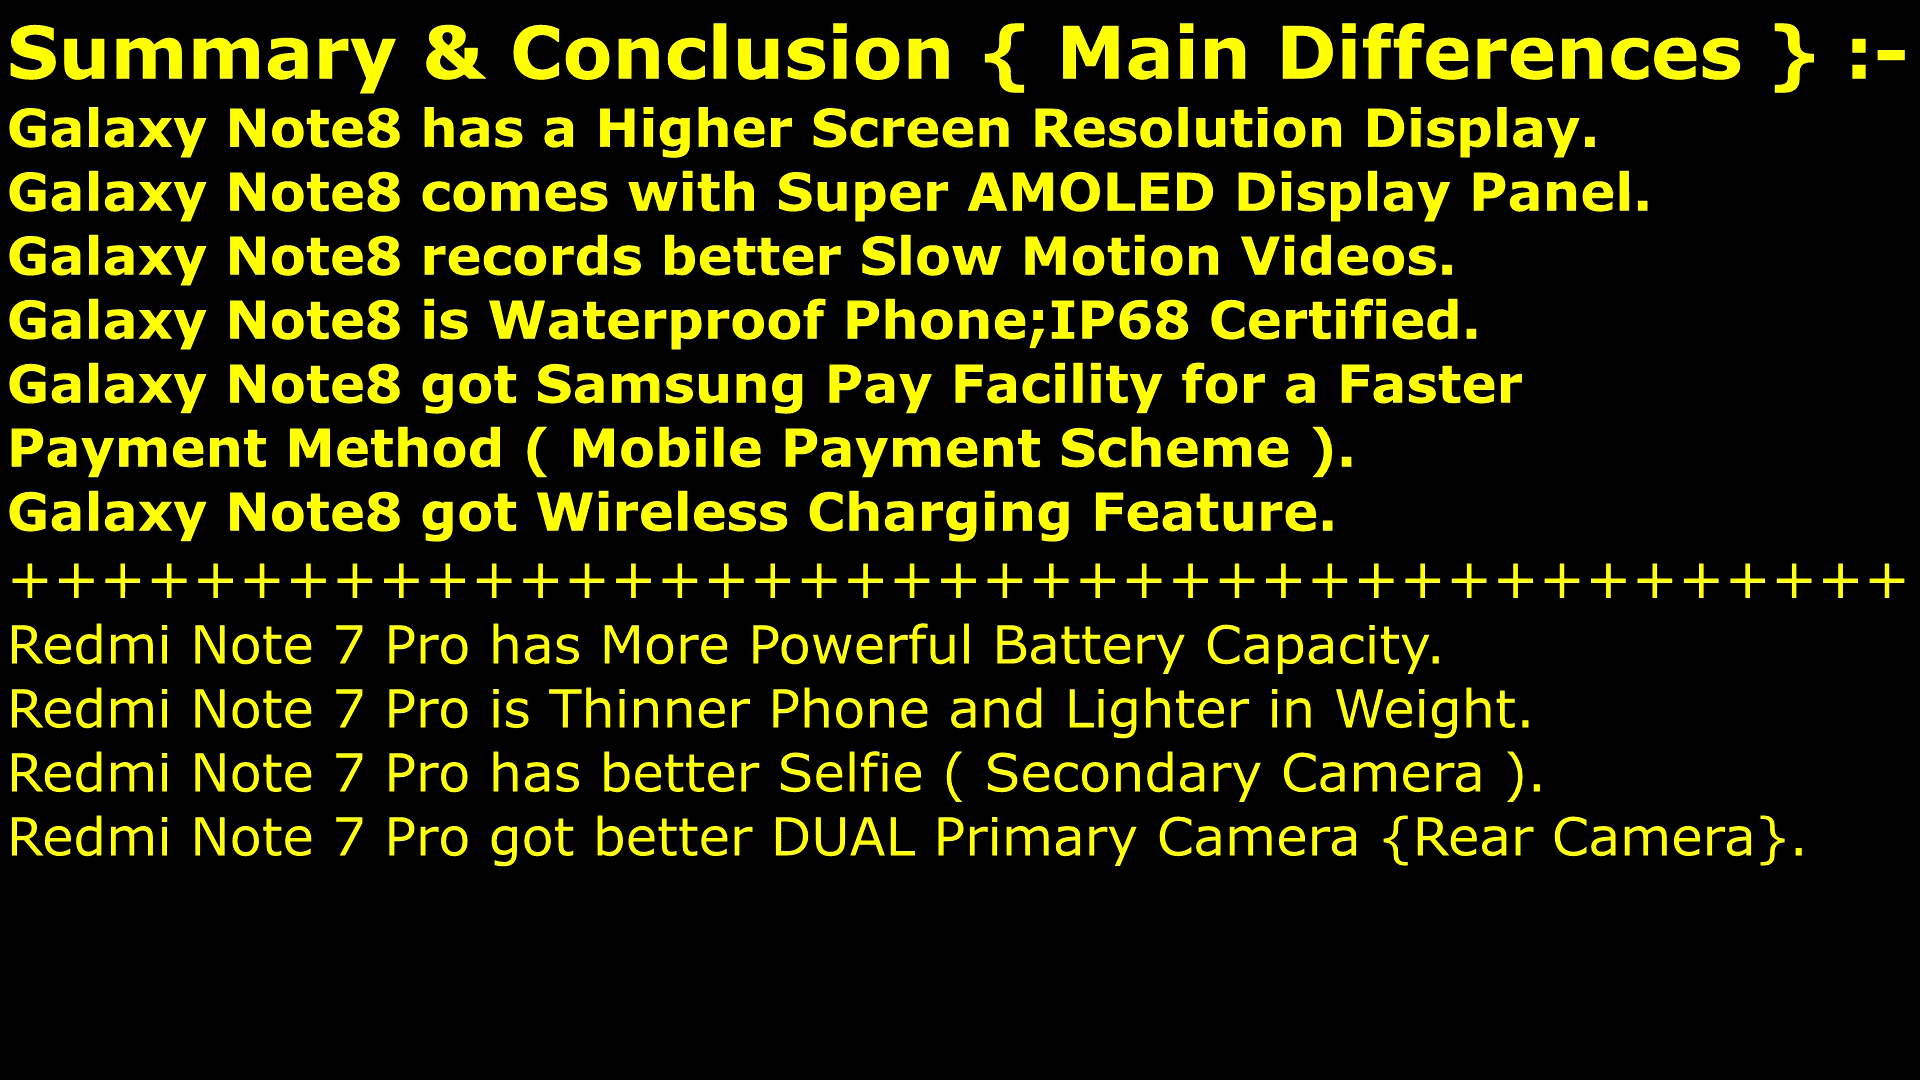 Summary & Conclusion { Main Differences } :-
Galaxy Note8 has a Higher Screen Resolution Display.
Galaxy Note8 comes with Super AMOLED Display Panel.
Galaxy Note8 records better Slow Motion Videos.
Galaxy Note8 is Waterproof Phone;IP68 Certified.
Galaxy Note8 got Samsung Pay Facility for a Faster
Payment Method ( Mobile Payment Scheme ).
Galaxy Note8 got Wireless Charging Feature.
+++++++++++++++++++++++++++++++++++++++++
Redmi Note 7 Pro has More Powerful Battery Capacity.
Redmi Note 7 Pro is Thinner Phone and Lighter in Weight.
Redmi Note 7 Pro has better Selfie ( Secondary Camera ).
Redmi Note 7 Pro got better DUAL Primary Camera {Rear Camera}.